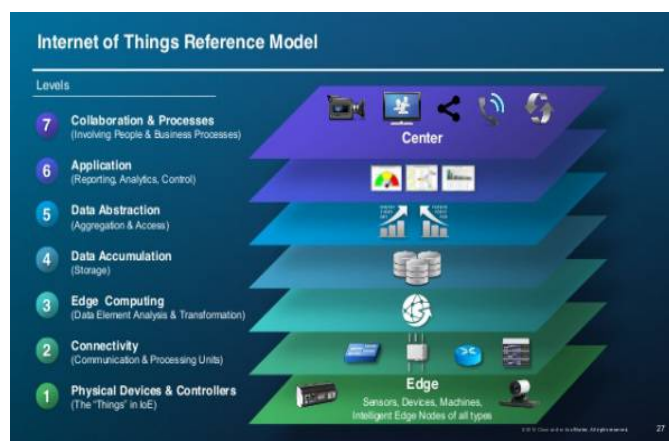 Internet of Things Reference Model
Levels
7
Collaboration & Processes
(Involving People & Business Processes)
Center
6
Application
(Reporting, Analytics, Control)
5
Data Abstraction
(Aggregation & Access)
4
Data Accumulation
(Storage)
3
Edge Computing
(Data Element Analysis & Transformation)
2
Connectivity
(Communication & Processing Units)
1
Physical Devices & Controllers
(The "Things" in IoE)
Edge
Sensors, Devices, Machines,
Intelligent Edge Nodes of all types
All rights reserved.
27